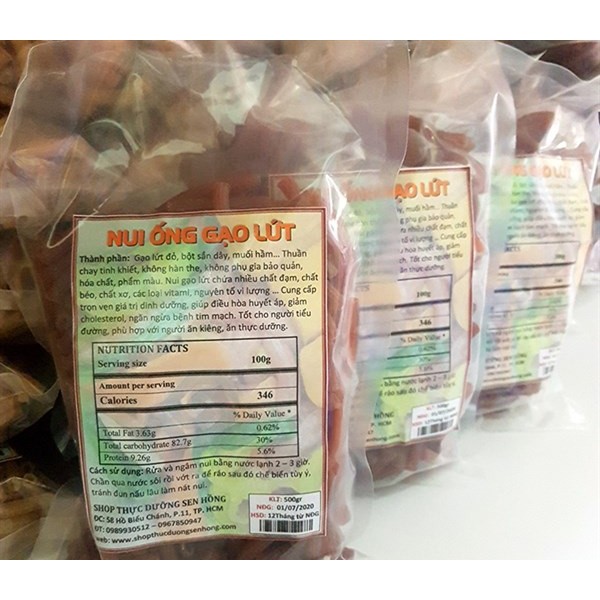 NUI ỐNG GẠO LỨT
Thành phần: Gạo lứt đỏ, bột sắn dây, muối hầm... Thuần
chay tinh khiết, không hàn the, không phụ gia bảo quản,
hóa chất, phẩm màu. Nui gạo lứt chứa nhiều chất đạm, chất
béo, chất xơ, các loại vitami, nguyên tố vi lượng ... Cung cấp
trọn vẹn giá trị dinh dưỡng, giúp điều hòa huyết áp, giảm
cholesterol, ngăn ngừa bệnh tim mạch. Tốt cho người tiểu
đường, phù hợp với người ăn kiêng, ăn thực dưỡng.
NUTRITION FACTS
Serving size 100g
Amount per serving
Calories 346
% Daily Value *
Total Fat 3.63g 0.62%
Total carbohydrate 82.7g 30%
Protein 9.26g 5.6%
Cách sử dụng: Rửa và ngâm nui bằng nước lạnh 2 – 3 giờ.
Chần qua nước sôi rồi vớt ra để ráo sau đó chế biến tùy ý,
tránh đun nấu lâu làm nát nui.
SHOP THỰC DƯỠNG SEN HỒNG
ĐC: 58 Hồ Biểu Chánh, P.11, TP. HCM
ĐT: 0989930512 – 0967850947
web: www.shopthucduongsenhong.com
KLT: 500gr
NĐG: 01/07/2020
HSD: 12Tháng từ NĐG
GẠO LỨT
100g
346
% Daily Value *